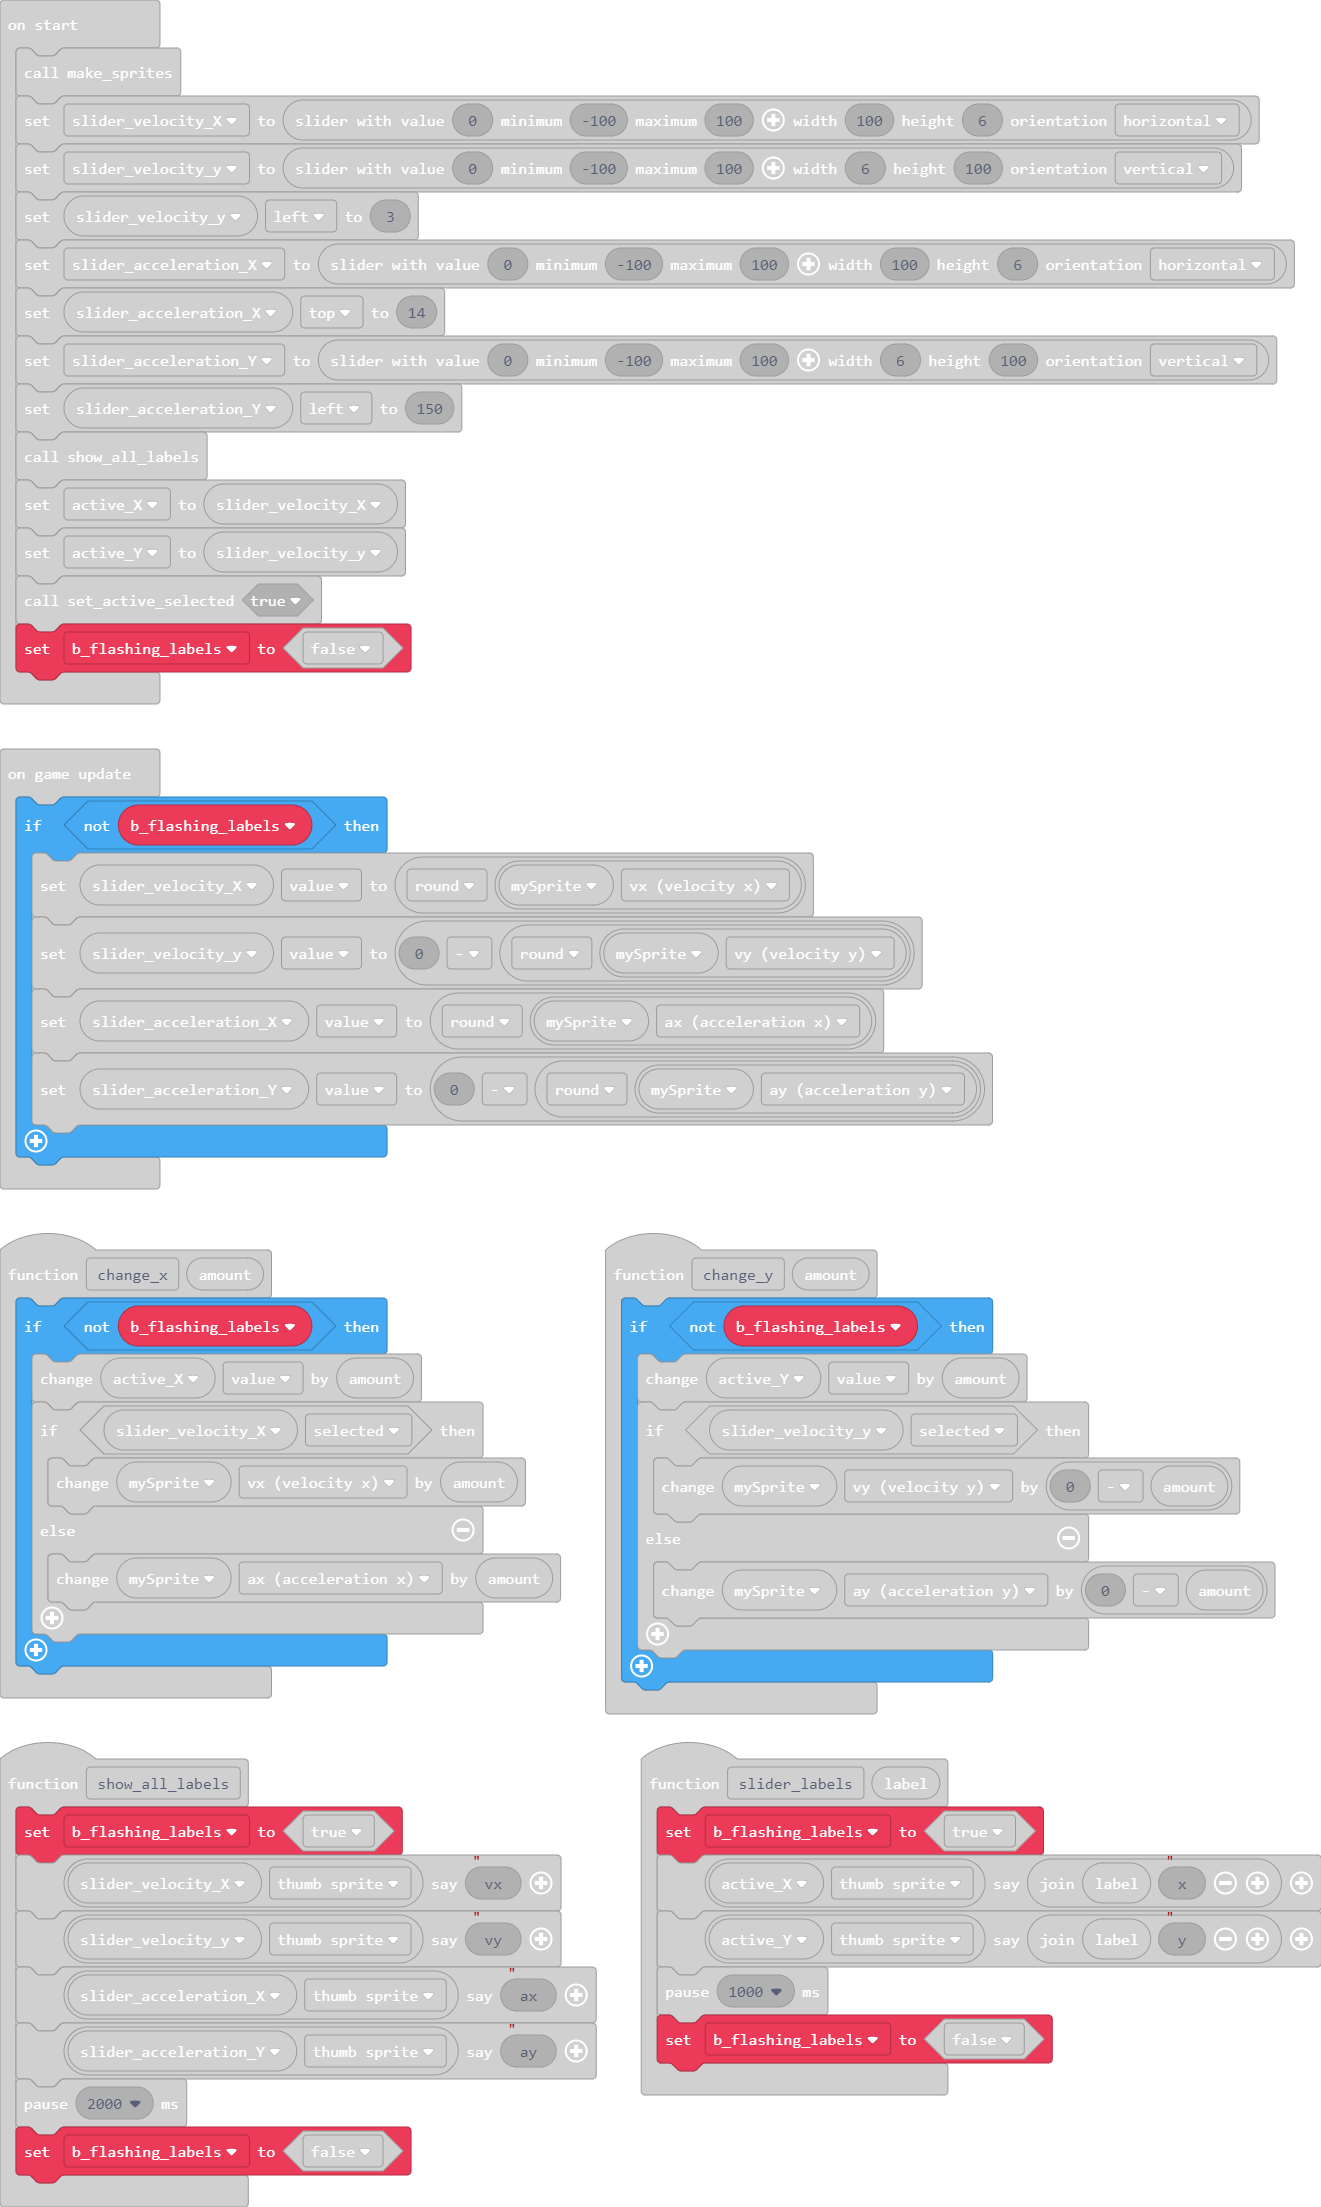 on start
call make_sprites
set slider_velocity_X to slider with value 0 minimum -100 maximum 100 width 100 height 6 orientation horizontal
set slider_velocity_y to slider with value 0 minimum -100 maximum 100 width 6 height 100 orientation vertical
set slider_velocity_y left to 3
set slider_acceleration_X to slider with value 0 minimum -100 maximum 100 width 100 height 6 orientation horizontal
set slider_acceleration_X top to 14
set slider_acceleration_Y to slider with value 0 minimum -100 maximum 100 width 6 height 100 orientation vertical
set slider_acceleration_Y left to 150
call show_all_labels
set active_X to slider_velocity_X
set active_Y to slider_velocity_y
call set_active_selected true
set b_flashing_labels to false
on game update
if not b_flashing_labels then
set slider_velocity_X value to round mySprite vx (velocity x)
set slider_velocity_y value to 0 - round mySprite vy (velocity y)
set slider_acceleration_X value to round mySprite ax (acceleration x)
set slider_acceleration_Y value to 0 - round mySprite ay (acceleration y)
function change_x amount
if not b_flashing_labels then
change active_X value by amount
if slider_velocity_X selected then
change mySprite vx (velocity x) by amount
else
change mySprite ax (acceleration x) by amount
function change_y amount
if not b_flashing_labels then
change active_Y value by amount
if slider_velocity_y selected then
change mySprite vy (velocity y) by 0 - amount
else
change mySprite ay (acceleration y) by 0 - amount
function show_all_labels
set b_flashing_labels to true
slider_velocity_X thumb sprite say "vx
slider_velocity_y thumb sprite say "vy
slider_acceleration_X thumb sprite say "ax
slider_acceleration_Y thumb sprite say "ay
pause 2000 ms
set b_flashing_labels to false
function slider_labels label
set b_flashing_labels to true
active_X thumb sprite say join label "x
active_Y thumb sprite say join label "y
pause 1000 ms
set b_flashing_labels to false